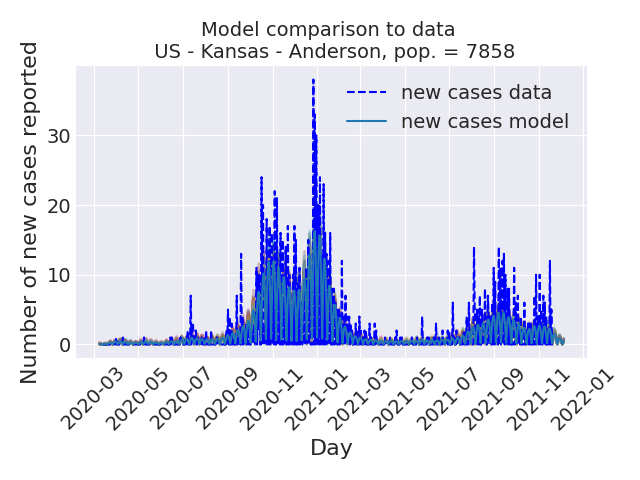 Model comparison to data
US - Kansas - Anderson, pop. = 7858
Number of new cases reported
30
20
10
0
new cases data
new cases model
2020-03
2020-05
2020-07
2020-09
2020-11
2021-01
2021-03
2021-05
2021-07
2021-09
2021-11
2022-01
Day